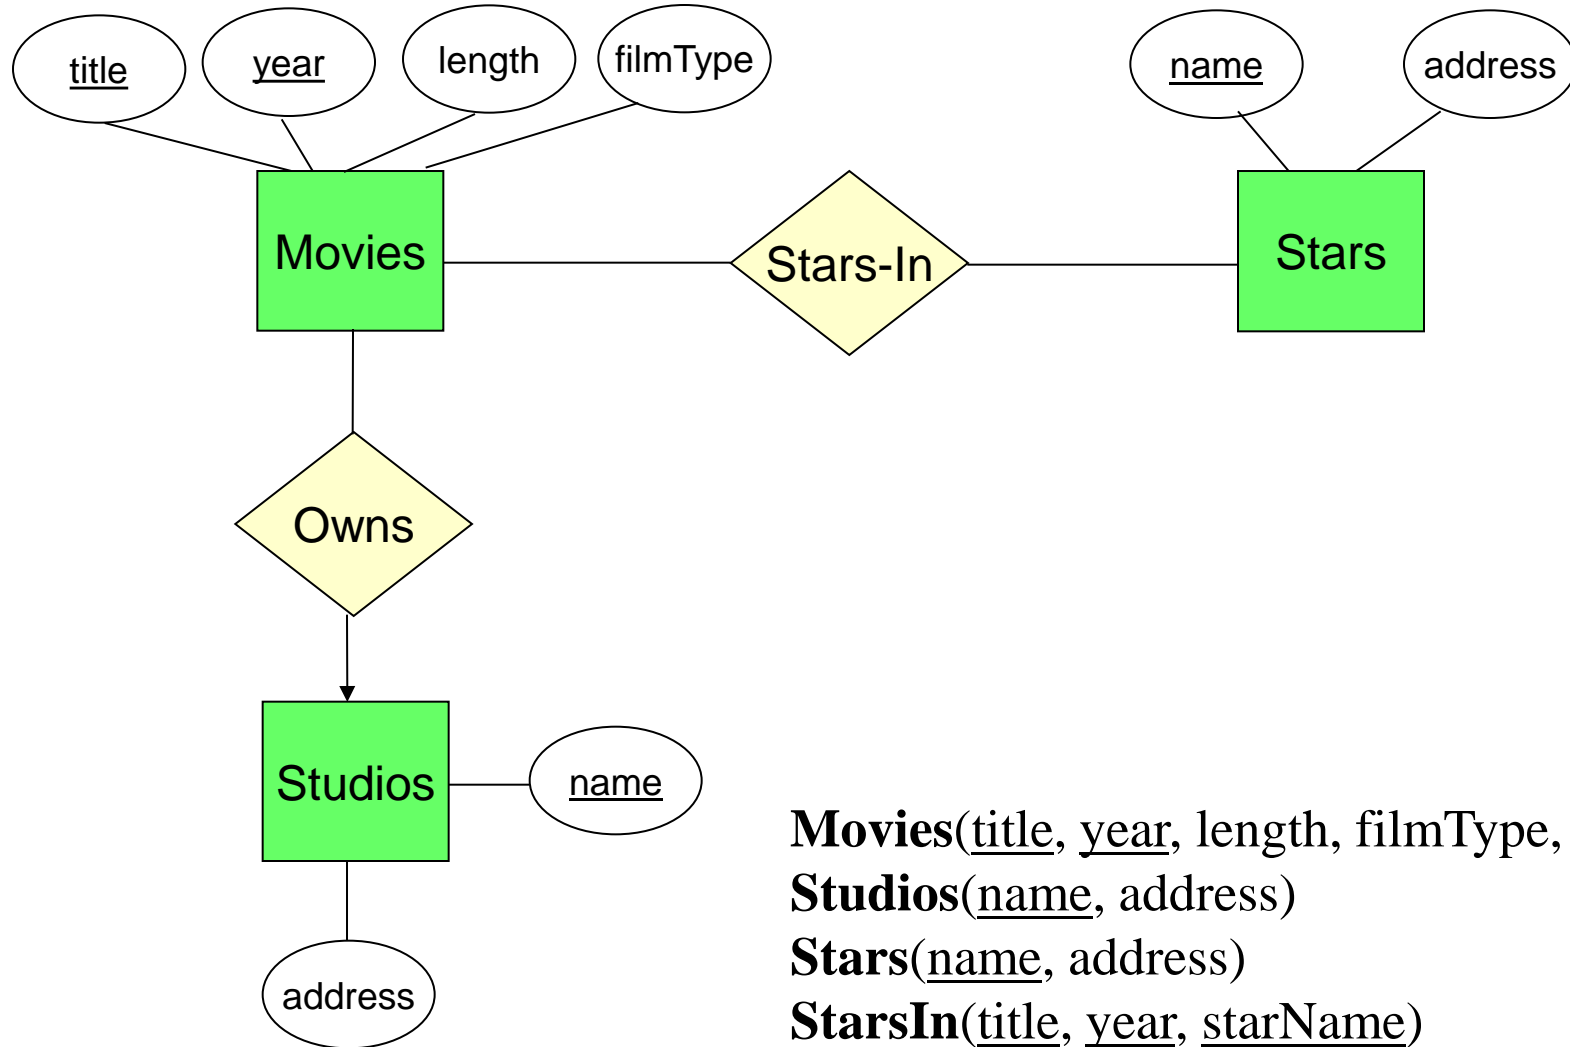 title year length filmType name address
Movies Stars-In Stars
Owns
Studios name
address
Movies(title, year, length, filmType,
Studios(name, address)
Stars(name, address)
StarsIn(title, year, starName)